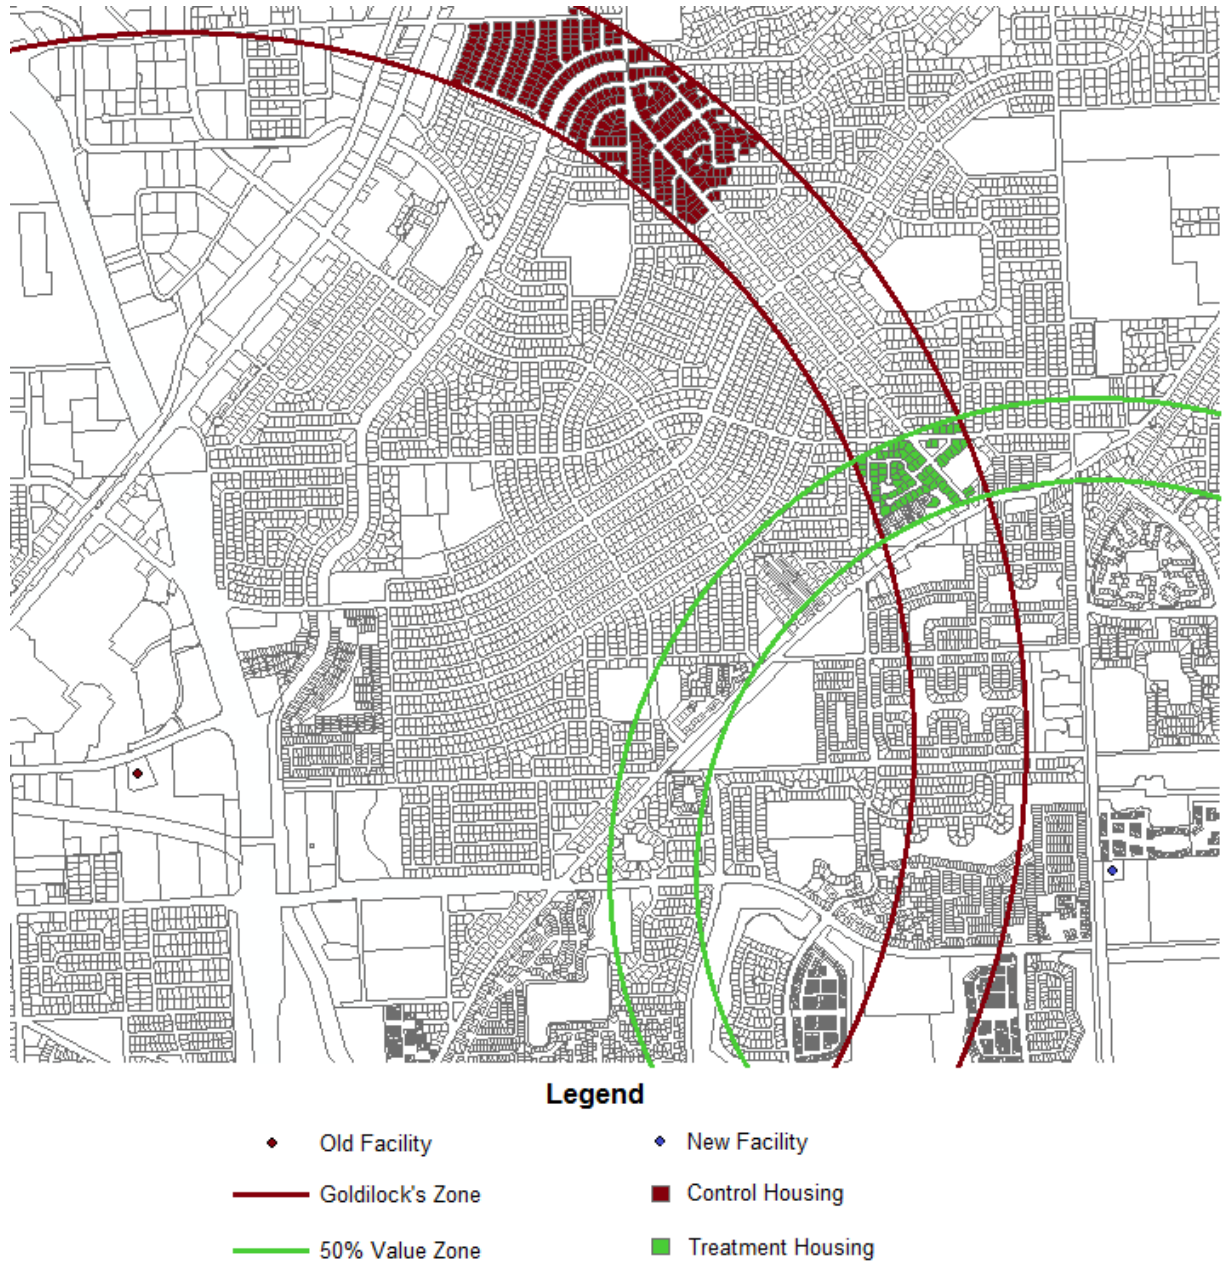 Legend
Old Facility
New Facility
Goldilock's Zone
Control Housing
50% Value Zone
Treatment Housing